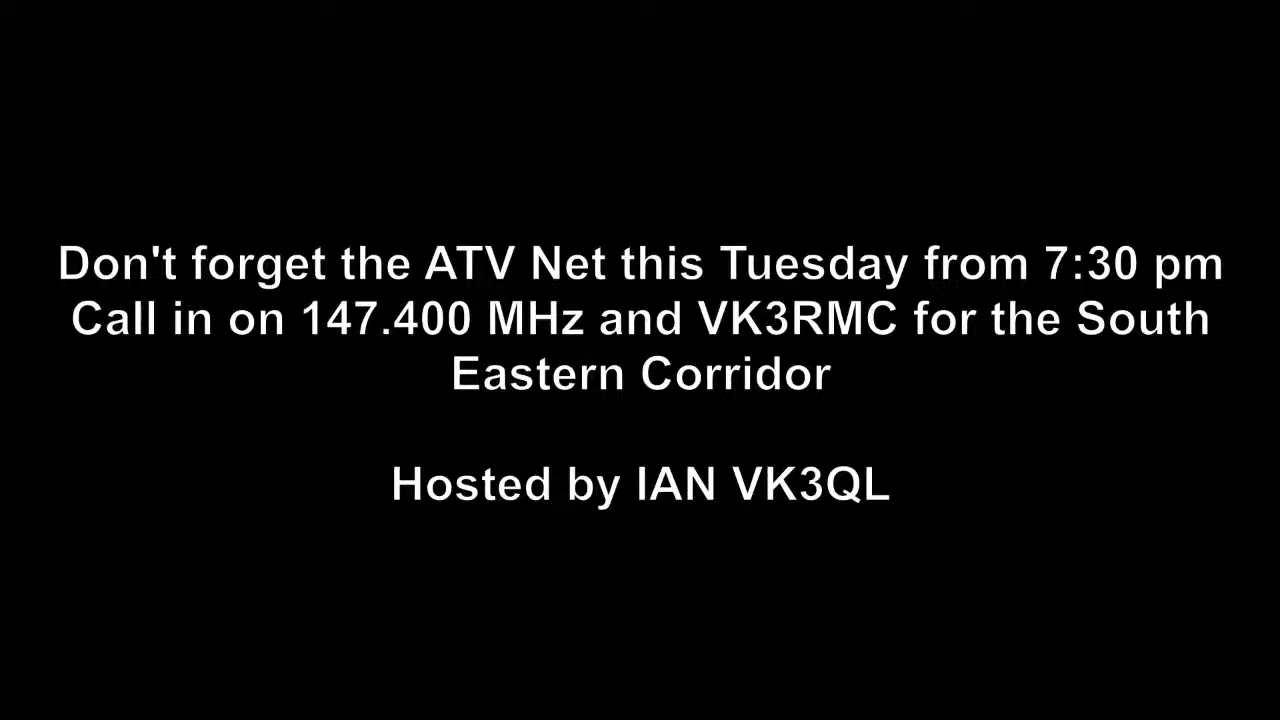 Don't forget the ATV Net this Tuesday from 7:30 pm
Call in on 147.400 MHz and VK3RMC for the South
Eastern Corridor
Hosted by IAN VK3QL